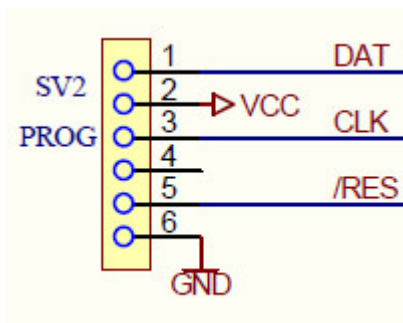 1 DAT
SV2
2 VCC
PROG
3 CLK
4
5 /RES
6
GND